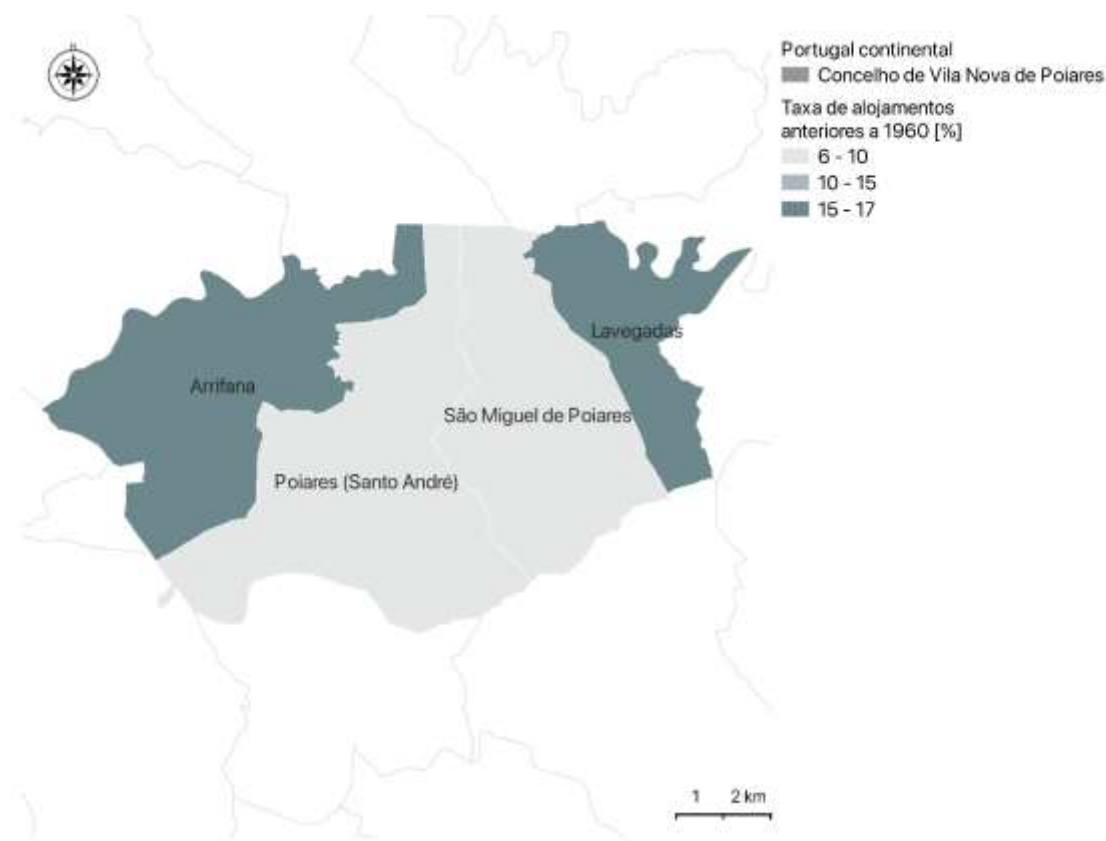 N
Portugal continental
Concelho de Vila Nova de Poiares
Taxa de alojamentos
anteriores a 1960 [%]
6 - 10
10 - 15
15 - 17
Lavegadas
Arrifana
São Miguel de Poiares
Poiares (Santo André)
1 2 km